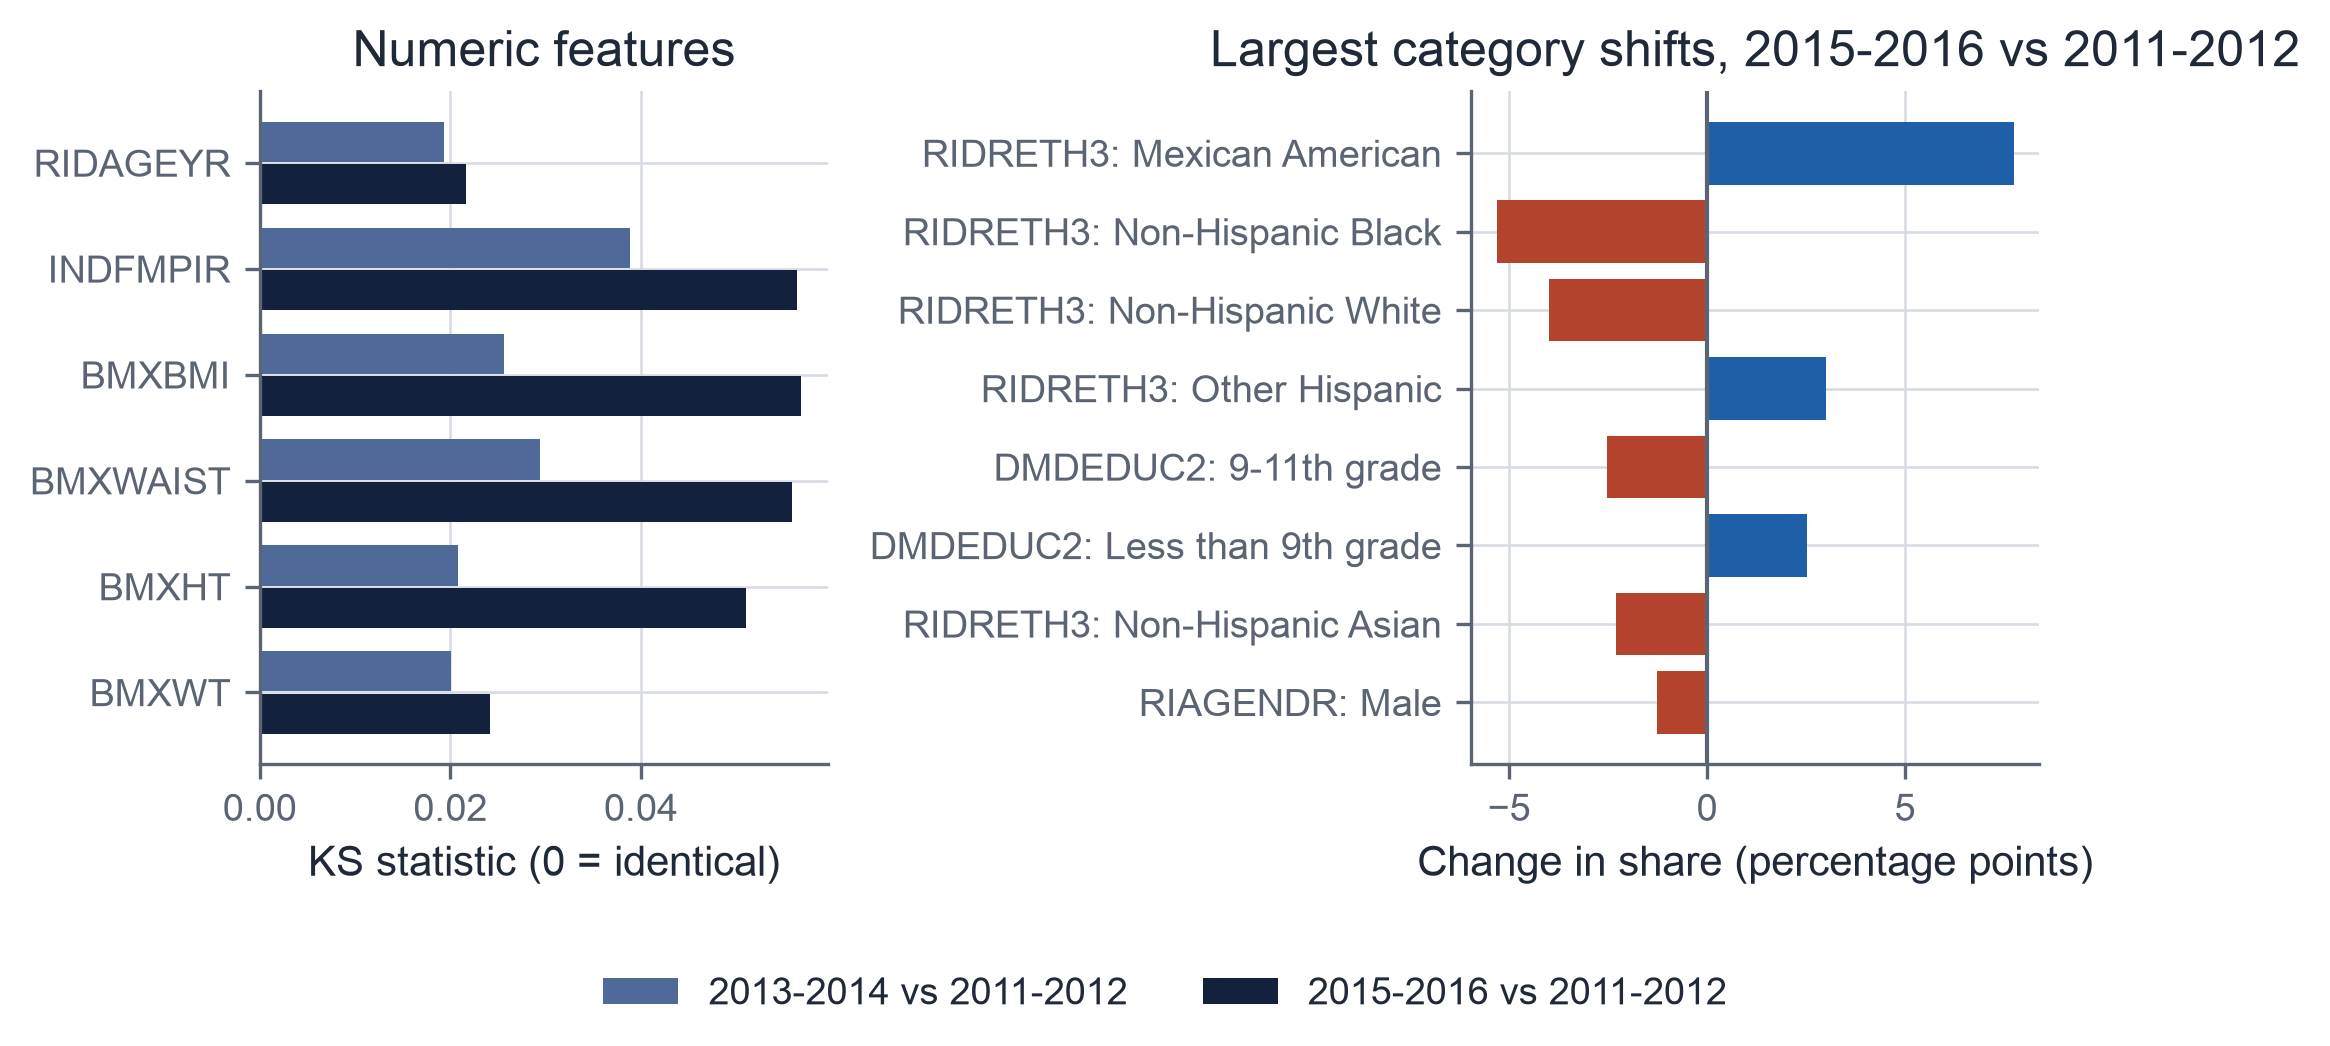 Numeric features
RIDAGEYR
INDFMPIR
BMXBMI
BMXWAIST
BMXHT
BMXWT
0.00
0.02
0.04
KS statistic (0 = identical)
Largest category shifts, 2015-2016 vs 2011-2012
RIDRETH3: Mexican American
RIDRETH3: Non-Hispanic Black
RIDRETH3: Non-Hispanic White
RIDRETH3: Other Hispanic
DMDEDUC2: 9-11th grade
DMDEDUC2: Less than 9th grade
RIDRETH3: Non-Hispanic Asian
RIAGENDR: Male
−5
0
5
Change in share (percentage points)
2013-2014 vs 2011-2012
2015-2016 vs 2011-2012